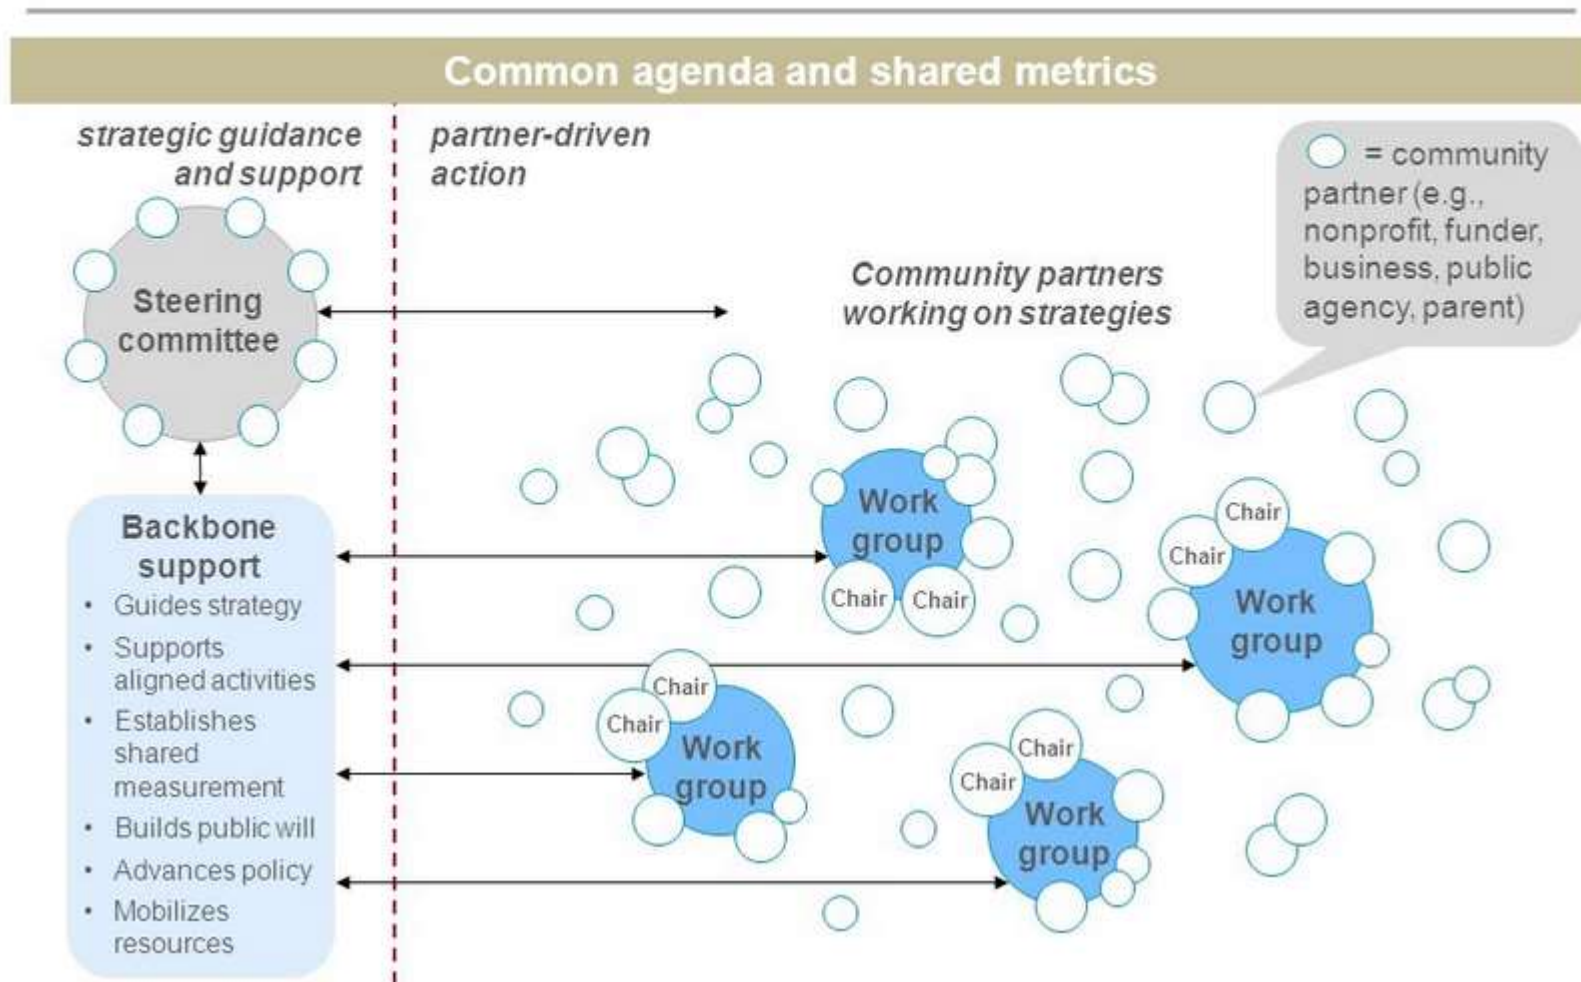 Common agenda and shared metrics
strategic guidance
and support
partner-driven
action
= community
partner (e.g.,
nonprofit, funder,
business, public
agency, parent)
Steering
committee
Community partners
working on strategies
Backbone
support
• Guides strategy
• Supports
aligned activities
• Establishes
shared
measurement
• Builds public will
• Advances policy
• Mobilizes
resources
Work
group
Chair
Chair
Chair
Chair
Work
group
Chair
Chair
Work
group
Chair
Chair
Work
group